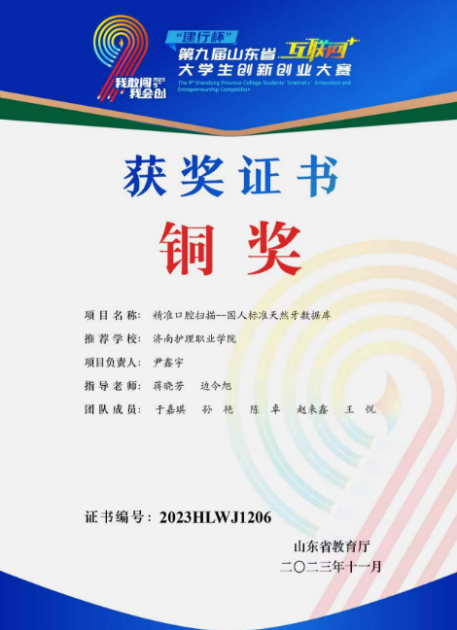 “建行杯”
第九届山东省 互联网+
大学生创新创业大赛
The 9th Shandong Province College Students' "Internet+" Innovation and
Entrepreneurship Competition
我敢闯
我会创
获奖证书
铜奖
项目名称: 精准口腔扫描--国人标准天然牙数据库
推荐学校: 济南护理职业学院
项目负责人: 尹鑫宇
指导老师: 蒋晓芳 边令旭
团队成员: 于嘉琪 孙艳 陈卓 赵来鑫 王悦
证书编号: 2023HLWJ1206
山东省教育厅
二〇二三年十一月